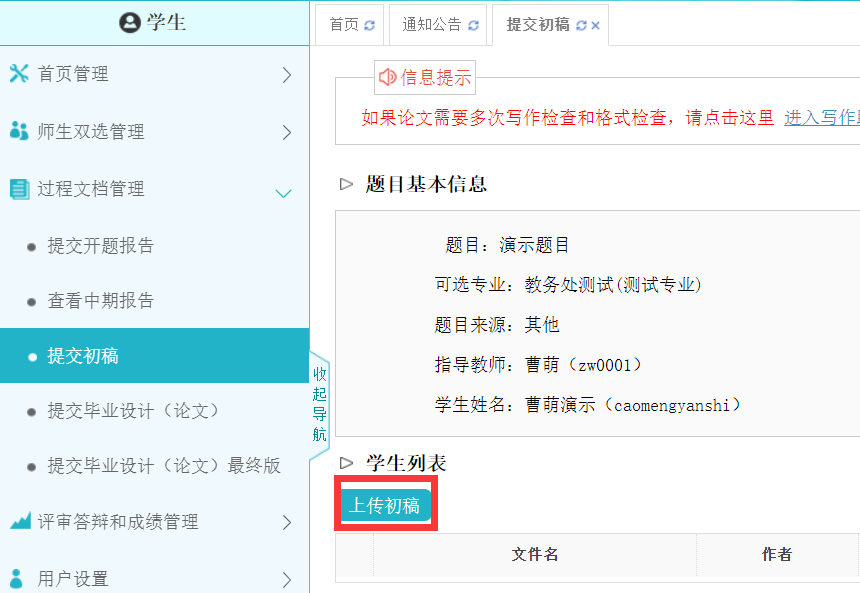 学生
首页管理
师生双选管理
过程文档管理
提交开题报告
查看中期报告
提交初稿
提交毕业设计（论文）
提交毕业设计（论文）最终版
评审答辩和成绩管理
用户设置
收起导航
首页 通知公告 提交初稿
信息提示
如果论文需要多次写作检查和格式检查，请点击这里 进入写作
题目基本信息
题目：演示题目
可选专业：教务处测试(测试专业)
题目来源：其他
指导教师：曹萌（zw0001）
学生姓名：曹萌演示（caomengyanshi）
学生列表
上传初稿
文件名 作者